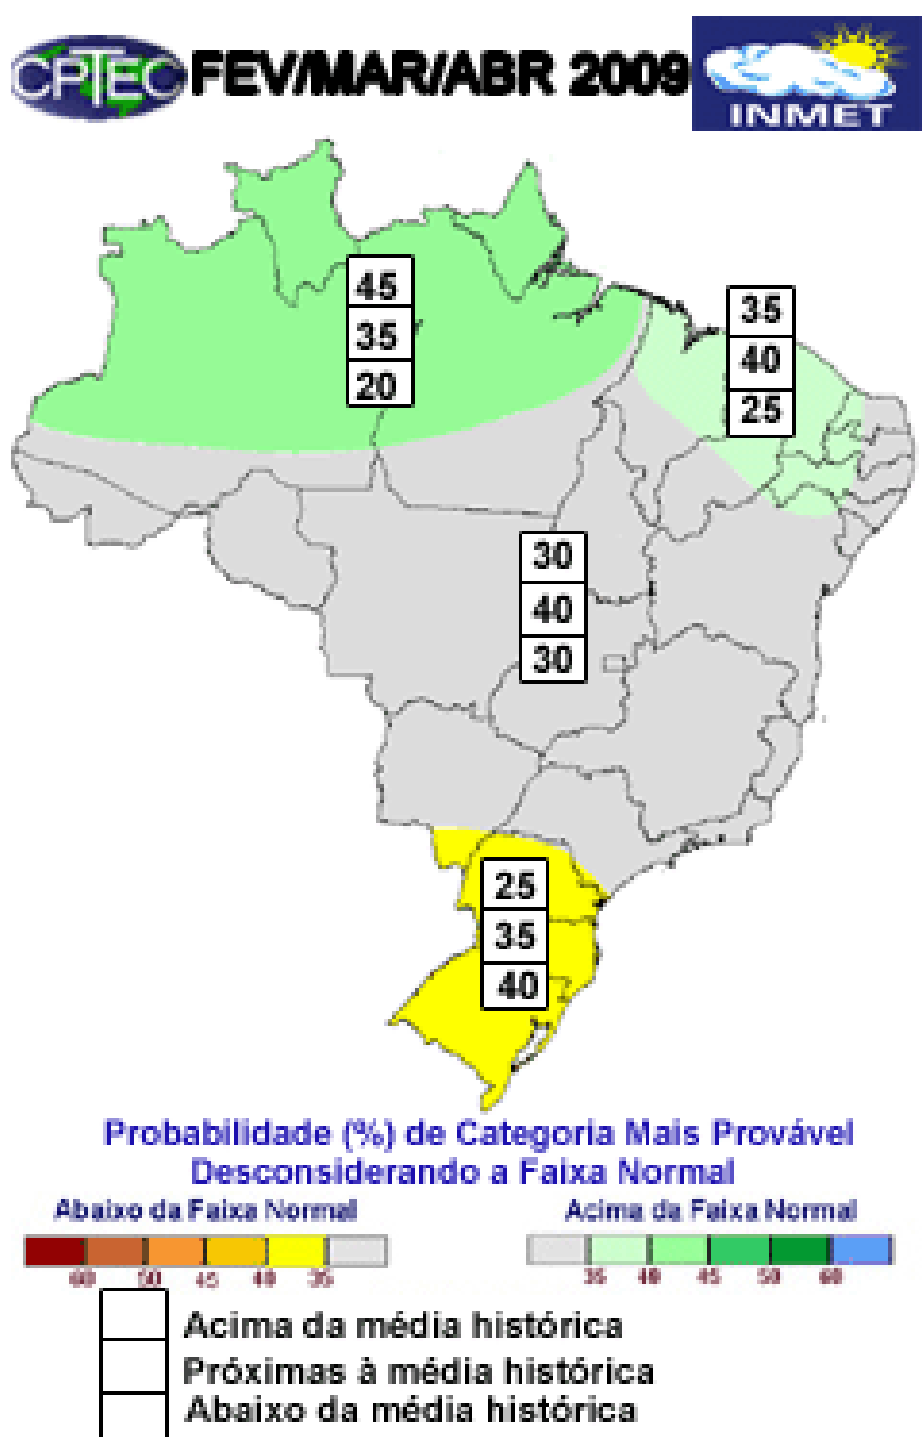 CPTEC FEV/MAR/ABR 2009
INMET
45
35
20
35
40
25
30
40
30
25
35
40
Probabilidade (%) de Categoria Mais Provável
Desconsiderando a Faixa Normal
Abaixo da Faixa Normal Acima da Faixa Normal
60 50 45 40 35 35 40 45 50 60
Acima da média histórica
Próximas à média histórica
Abaixo da média histórica